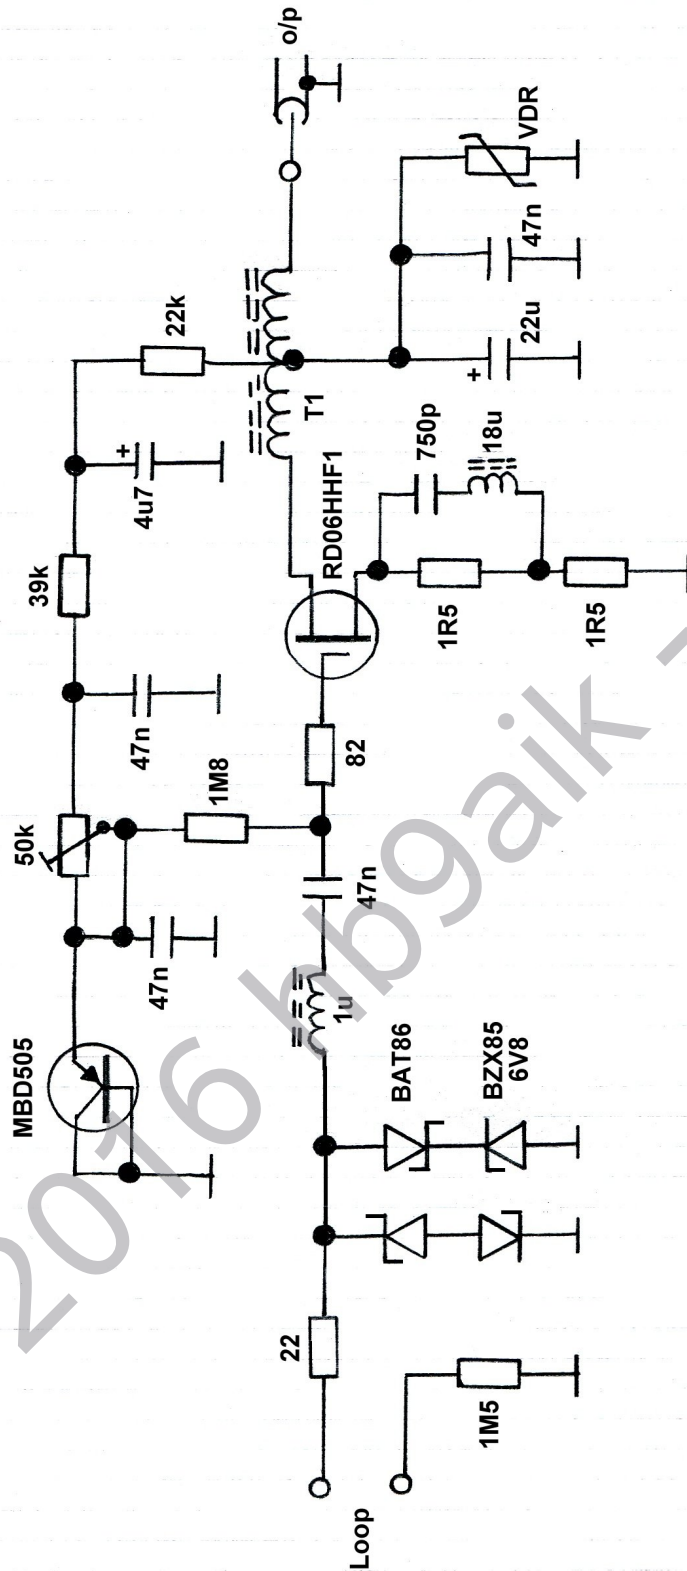 MBD505
50k
39k
22k
o/p
47n
47n
4u7
+
1M8
T1
RD06HHF1
22
1u
47n
82
Loop
1M5
BAT86
BZX85
6V8
1R5
1R5
750p
18u
+
22u
47n
VDR
2016 hb9aik -